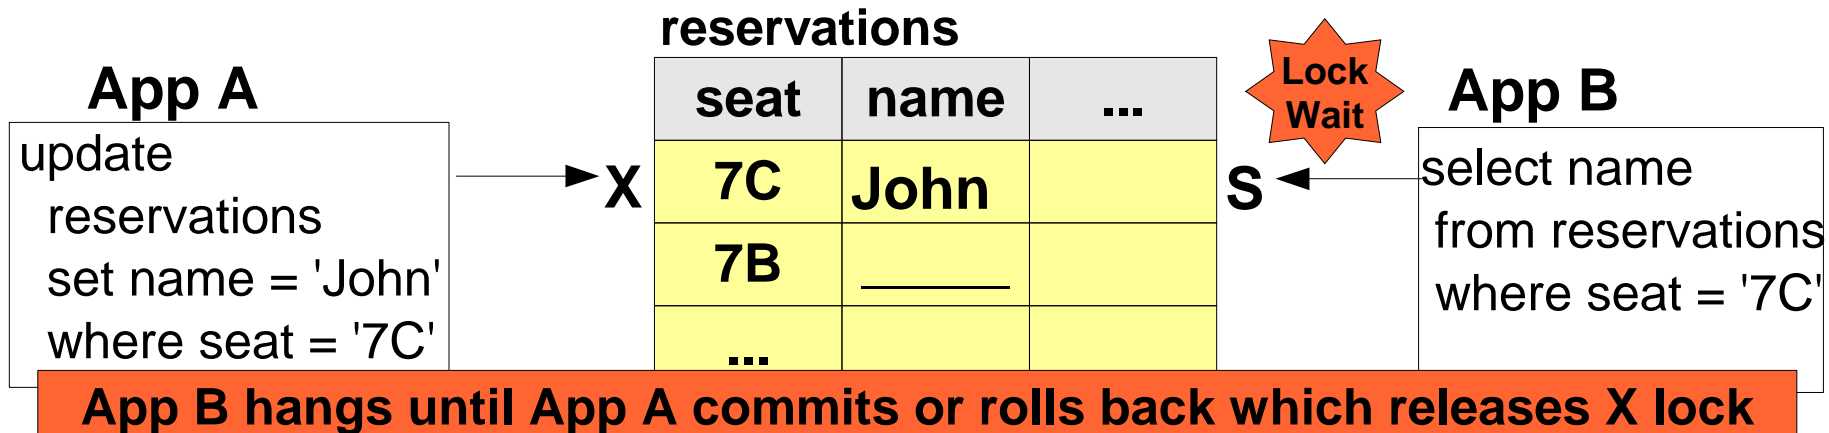 reservations
App A
update
reservations
set name = 'John'
where seat = '7C'
X
seat name ...
7C John
7B ______
...
S
Lock
Wait
App B
select name
from reservations
where seat = '7C'
App B hangs until App A commits or rolls back which releases X lock